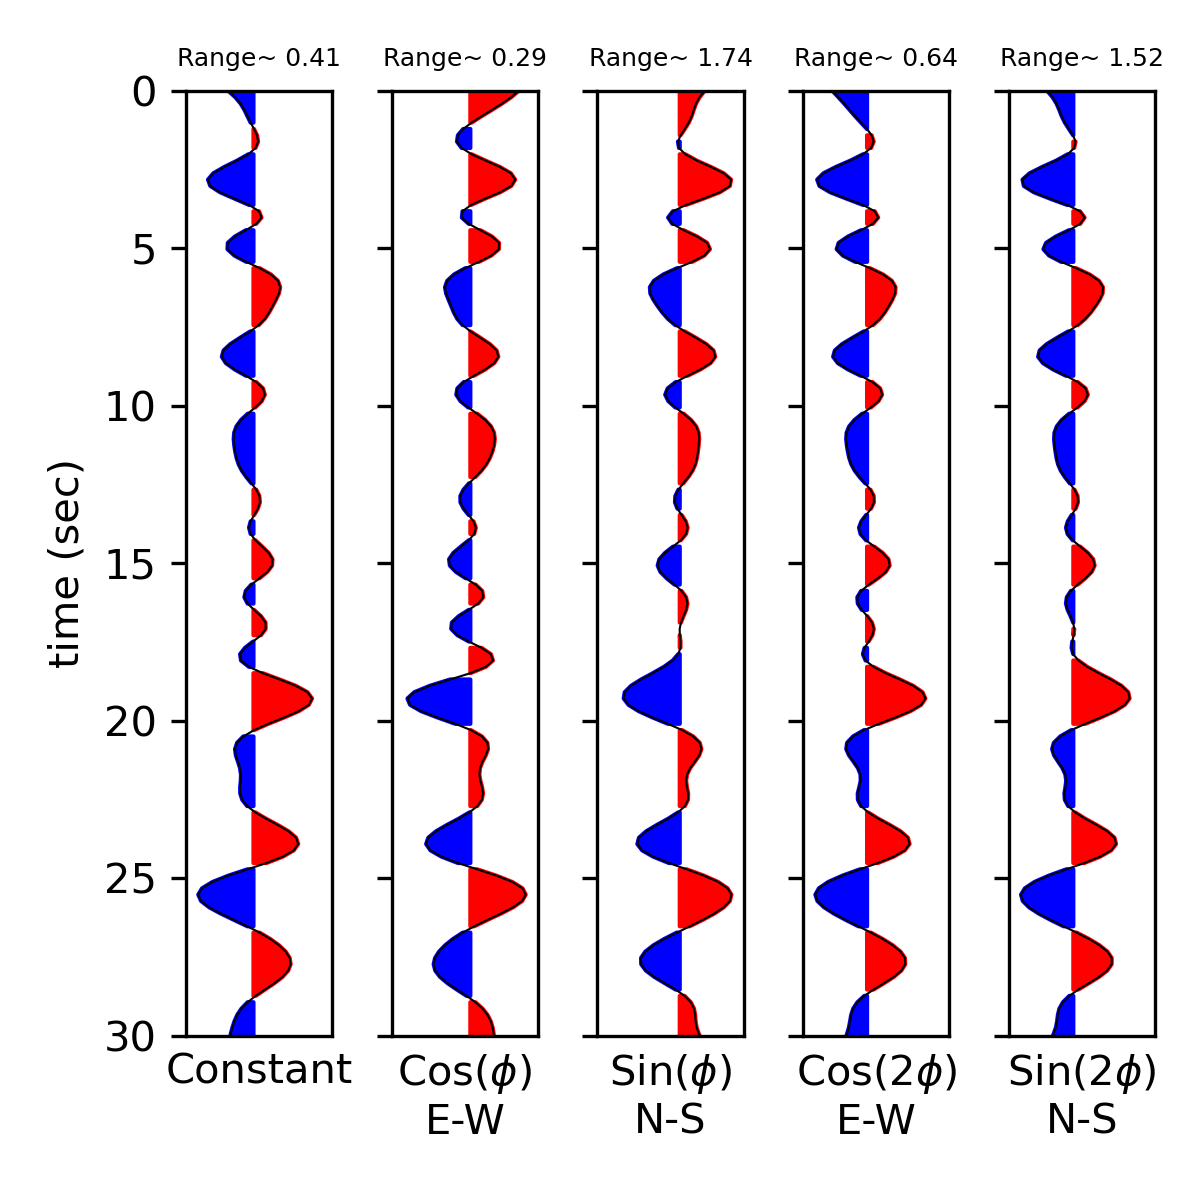 Range~ 0.41 Range~ 0.29 Range~ 1.74 Range~ 0.64 Range~ 1.52
0
5
10
15
20
25
30
time (sec)
Constant Cos(ϕ) Sin(ϕ) Cos(2ϕ) Sin(2ϕ)
E-W N-S E-W N-S